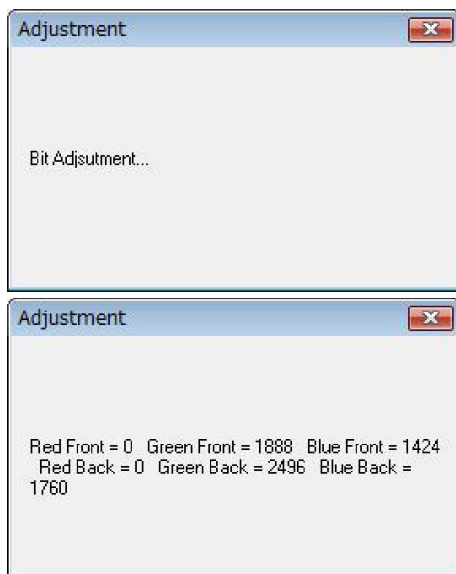 Adjustment
Bit Adjsutment...
Adjustment
Red Front = 0 Green Front = 1888 Blue Front = 1424
Red Back = 0 Green Back = 2496 Blue Back =
1760